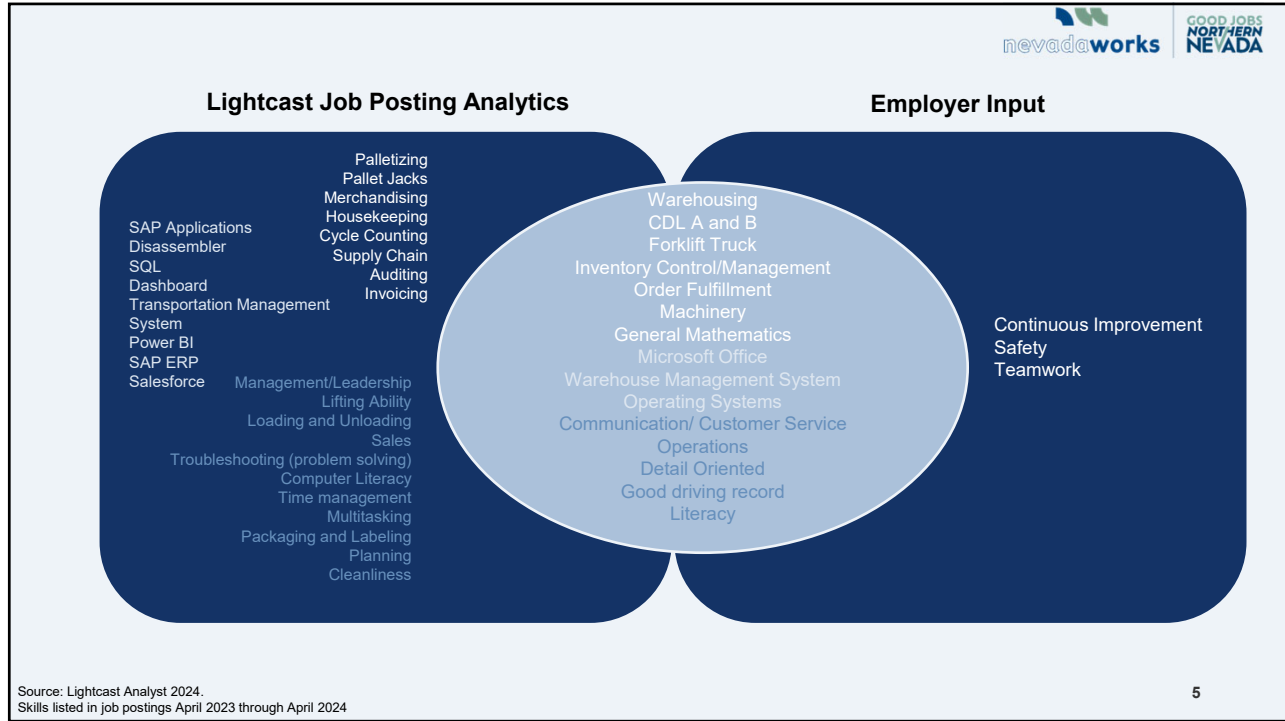 nevadaworks
GOOD JOBS
NORTHERN
NEVADA
Lightcast Job Posting Analytics
Employer Input
Palletizing
Pallet Jacks
Merchandising
Housekeeping
Cycle Counting
Supply Chain
Auditing
Invoicing
SAP Applications
Disassembler
SQL
Dashboard
Transportation Management
System
Power BI
SAP ERP
Salesforce
Management/Leadership
Lifting Ability
Loading and Unloading
Sales
Troubleshooting (problem solving)
Computer Literacy
Time management
Multitasking
Packaging and Labeling
Planning
Cleanliness
Warehousing
CDL A and B
Forklift Truck
Inventory Control/Management
Order Fulfillment
Machinery
General Mathematics
Microsoft Office
Warehouse Management System
Operating Systems
Communication/ Customer Service
Operations
Detail Oriented
Good driving record
Literacy
Continuous Improvement
Safety
Teamwork
Source: Lightcast Analyst 2024.
Skills listed in job postings April 2023 through April 2024
5